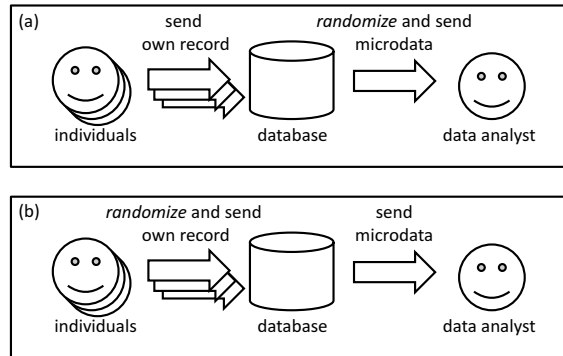 (a)
send
own record
randomize and send
microdata
individuals
database
data analyst
(b)
randomize and send
own record
send
microdata
individuals
database
data analyst